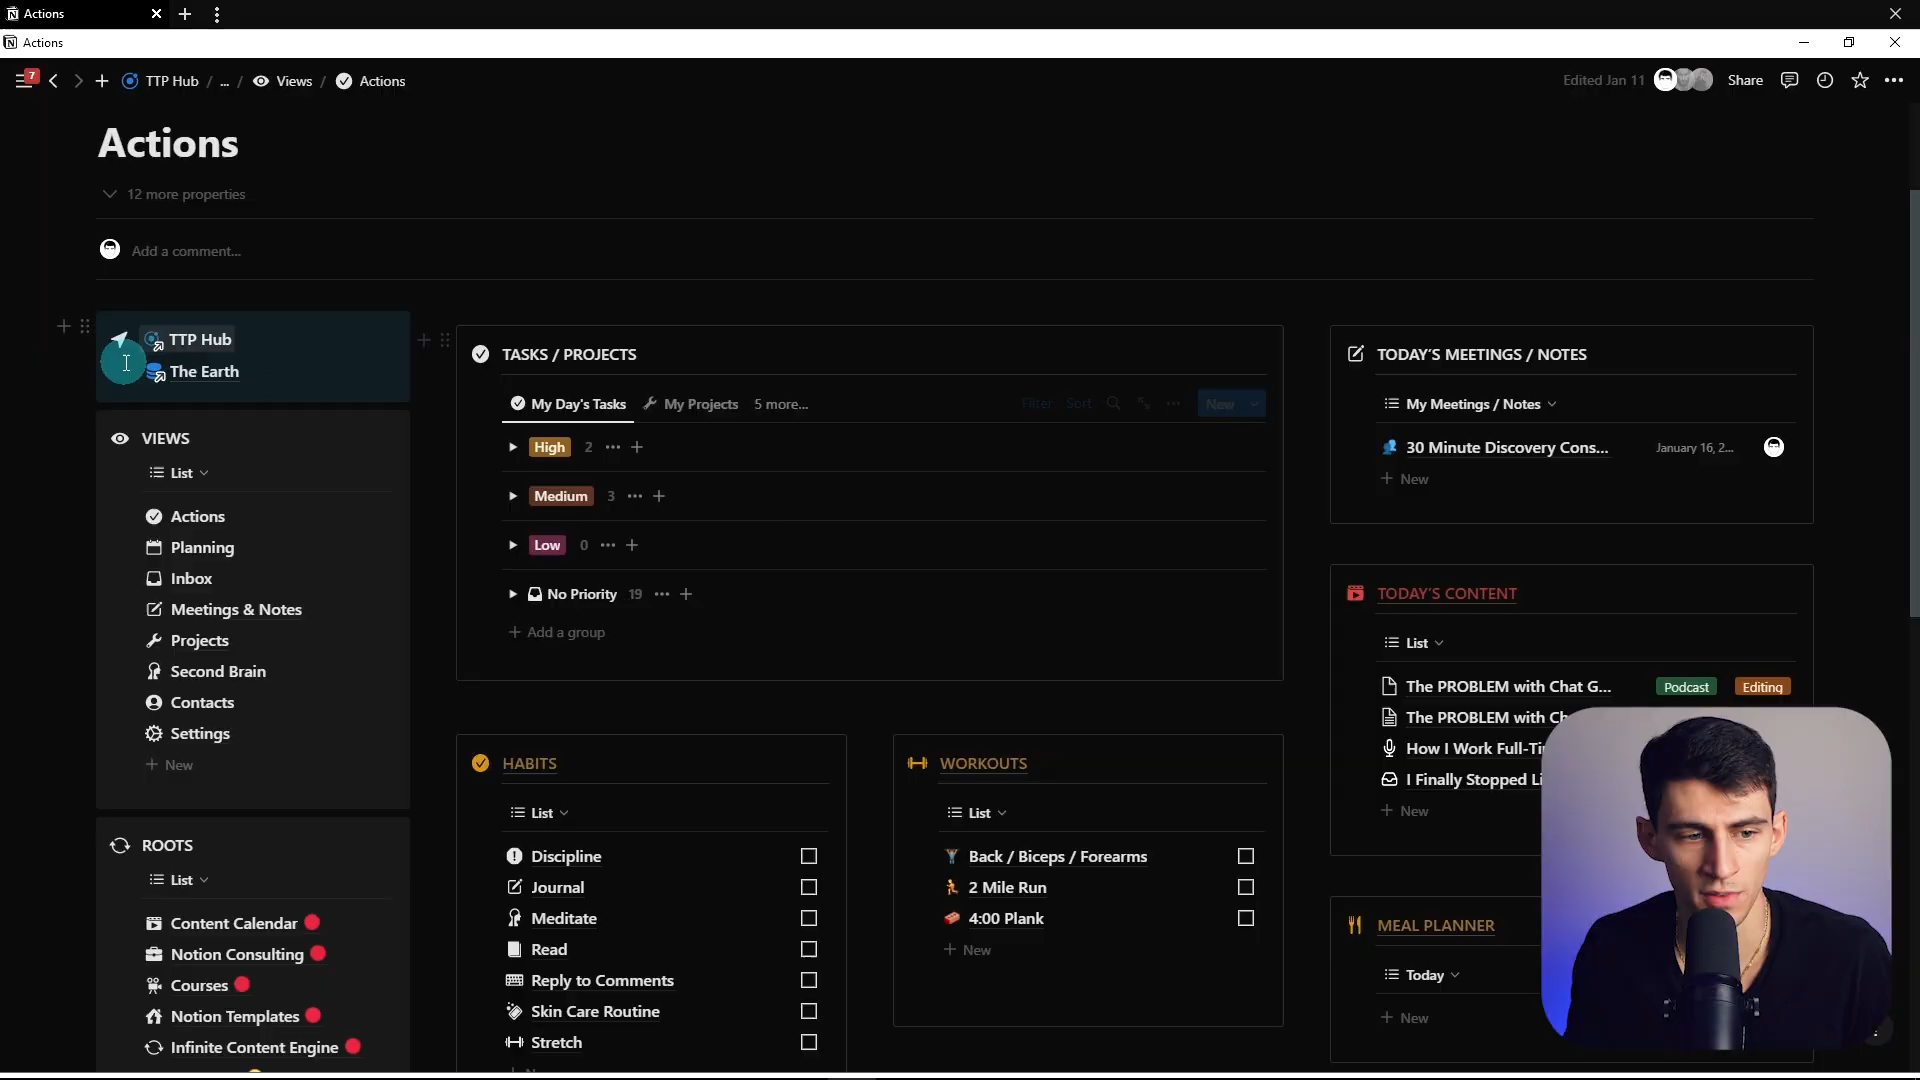 Actions
Actions
7
TTP Hub / ... / Views / Actions
Edited Jan 11
Share
Actions
12 more properties
Add a comment...
TTP Hub
The Earth
VIEWS
List
Actions
Planning
Inbox
Meetings & Notes
Projects
Second Brain
Contacts
Settings
New
ROOTS
List
Content Calendar
Notion Consulting
Courses
Notion Templates
Infinite Content Engine
TASKS / PROJECTS
My Day's Tasks
My Projects
5 more...
Filter
Sort
New
High 2
Medium 3
Low 0
No Priority 19
Add a group
HABITS
List
Discipline
Journal
Meditate
Read
Reply to Comments
Skin Care Routine
Stretch
WORKOUTS
List
Back / Biceps / Forearms
2 Mile Run
4:00 Plank
New
TODAY'S MEETINGS / NOTES
My Meetings / Notes
30 Minute Discovery Cons...
January 16, 2...
New
TODAY'S CONTENT
List
The PROBLEM with Chat G...
Podcast
Editing
The PROBLEM with
How I Work
I Finally Stopped
New
MEAL PLANNER
Today
New